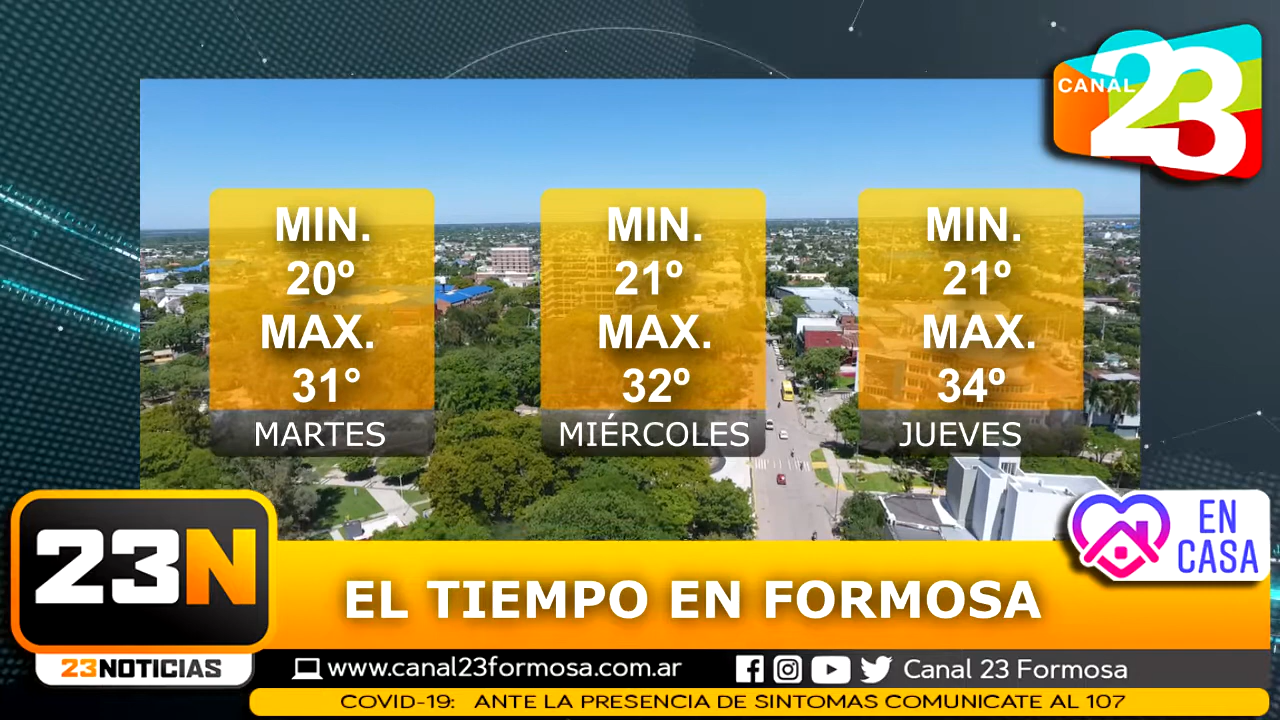 CANAL
23
MIN.
20º
MAX.
31°
MARTES
MIN.
21º
MAX.
32º
MIÉRCOLES
MIN.
21º
MAX.
34º
JUEVES
EN
CASA
23N
EL TIEMPO EN FORMOSA
23NOTICIAS
www.canal23formosa.com.ar
Canal 23 Formosa
COVID-19: ANTE LA PRESENCIA DE SINTOMAS COMUNICATE AL 107